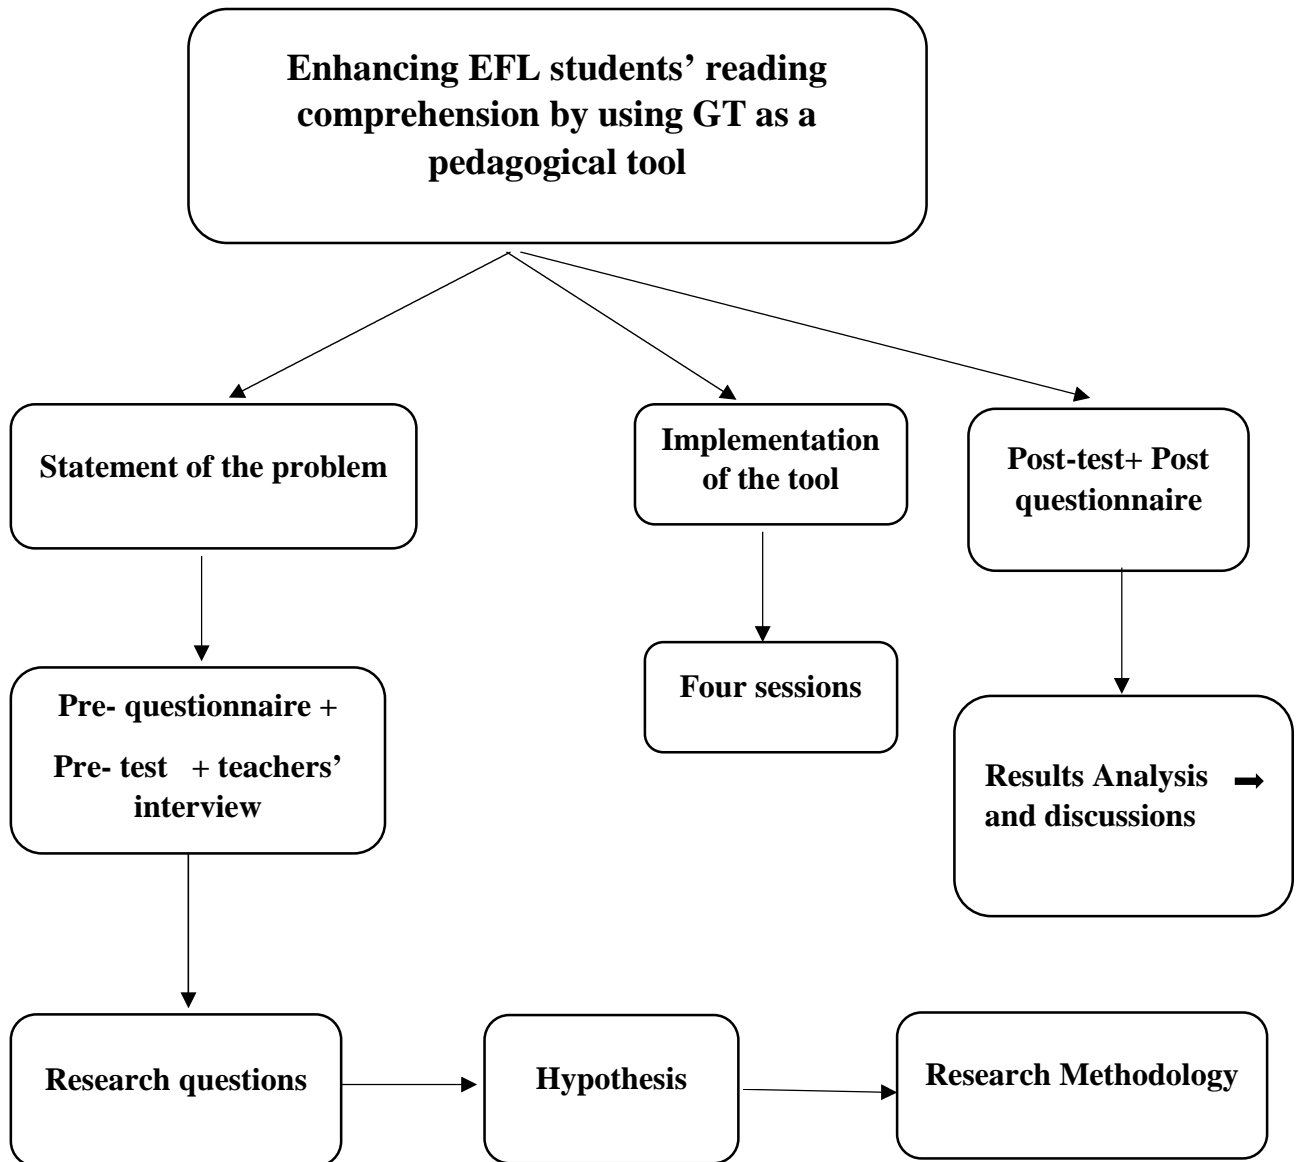 Enhancing EFL students’ reading
comprehension by using GT as a
pedagogical tool
Statement of the problem
Implementation
of the tool
Post-test+ Post
questionnaire
Pre- questionnaire +
Pre- test + teachers’
interview
Four sessions
Results Analysis ➡
and discussions
Research questions
Hypothesis
Research Methodology